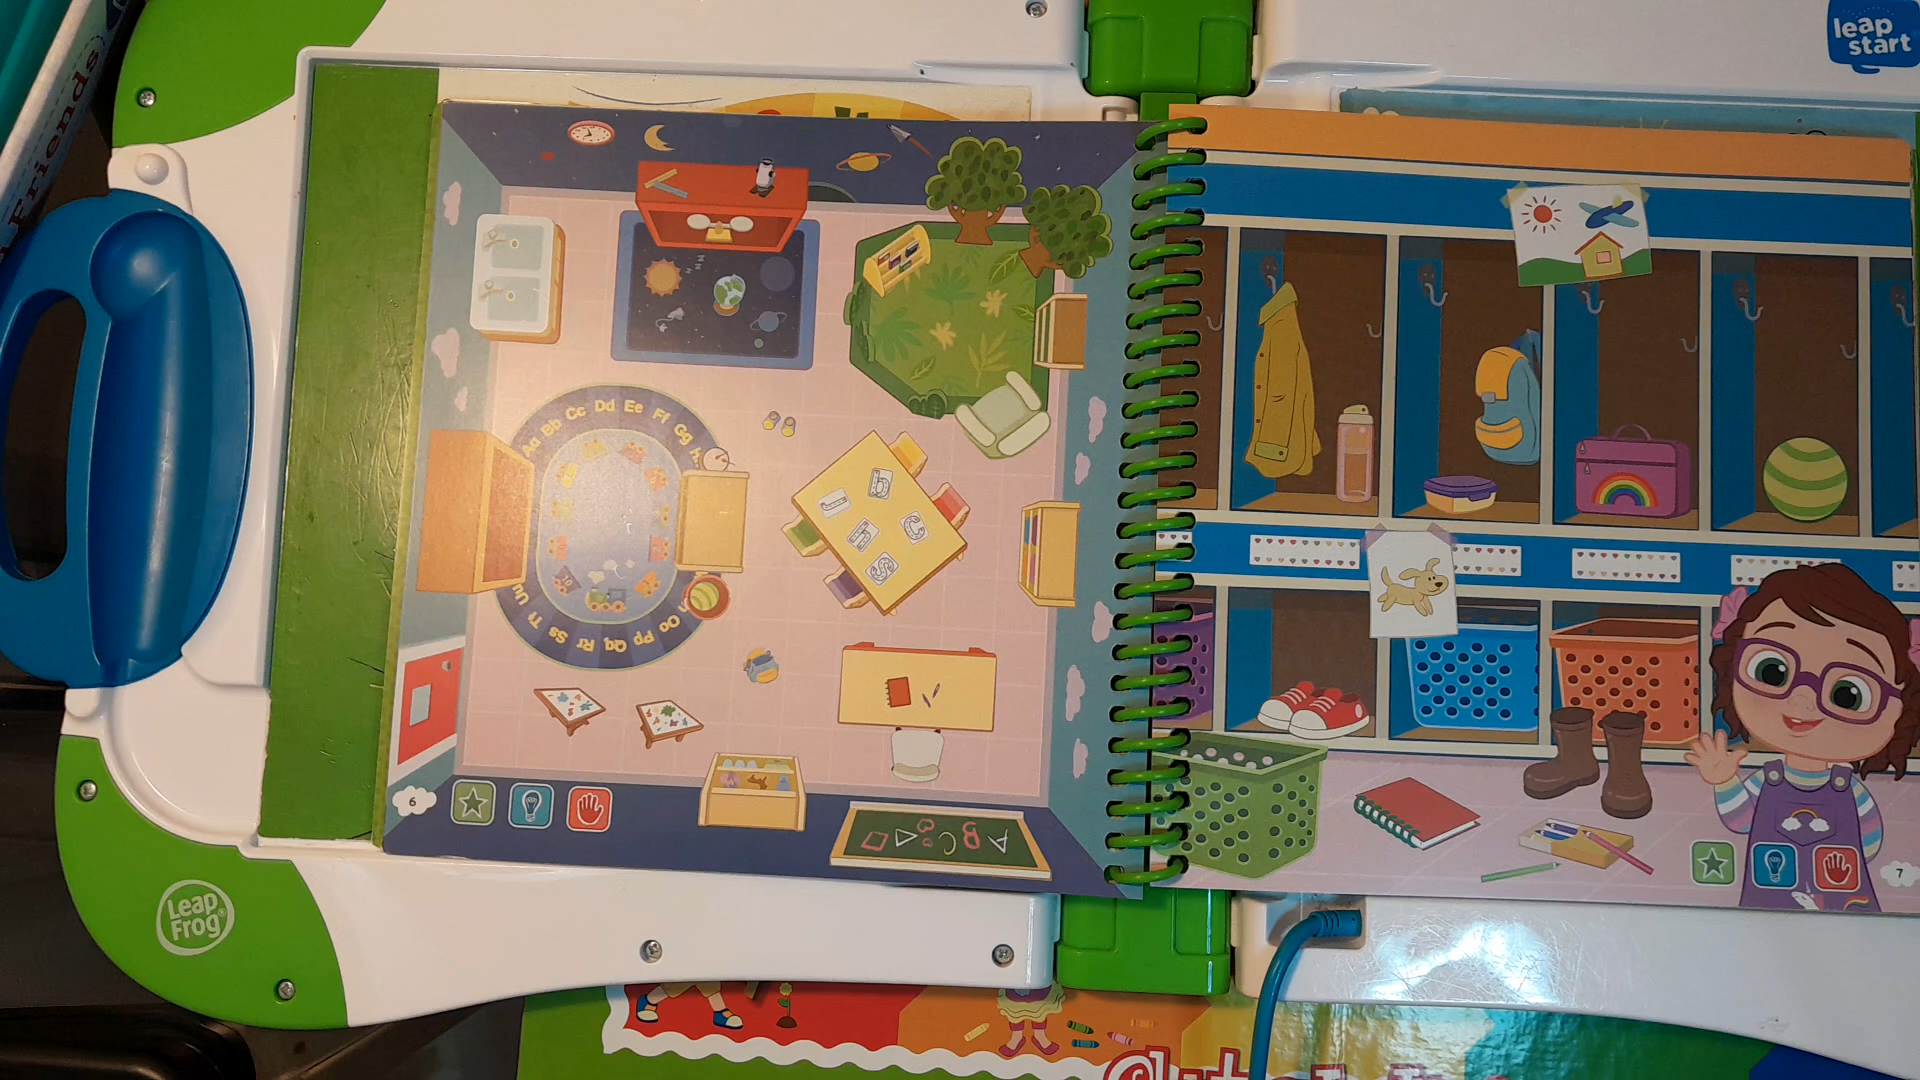 leap
start
Friends
Aa Bb Cc Dd Ee Ff Gg
Oo Pp Qq Rr Ss Tt Uu
A B C
6
7
Leap
Frog